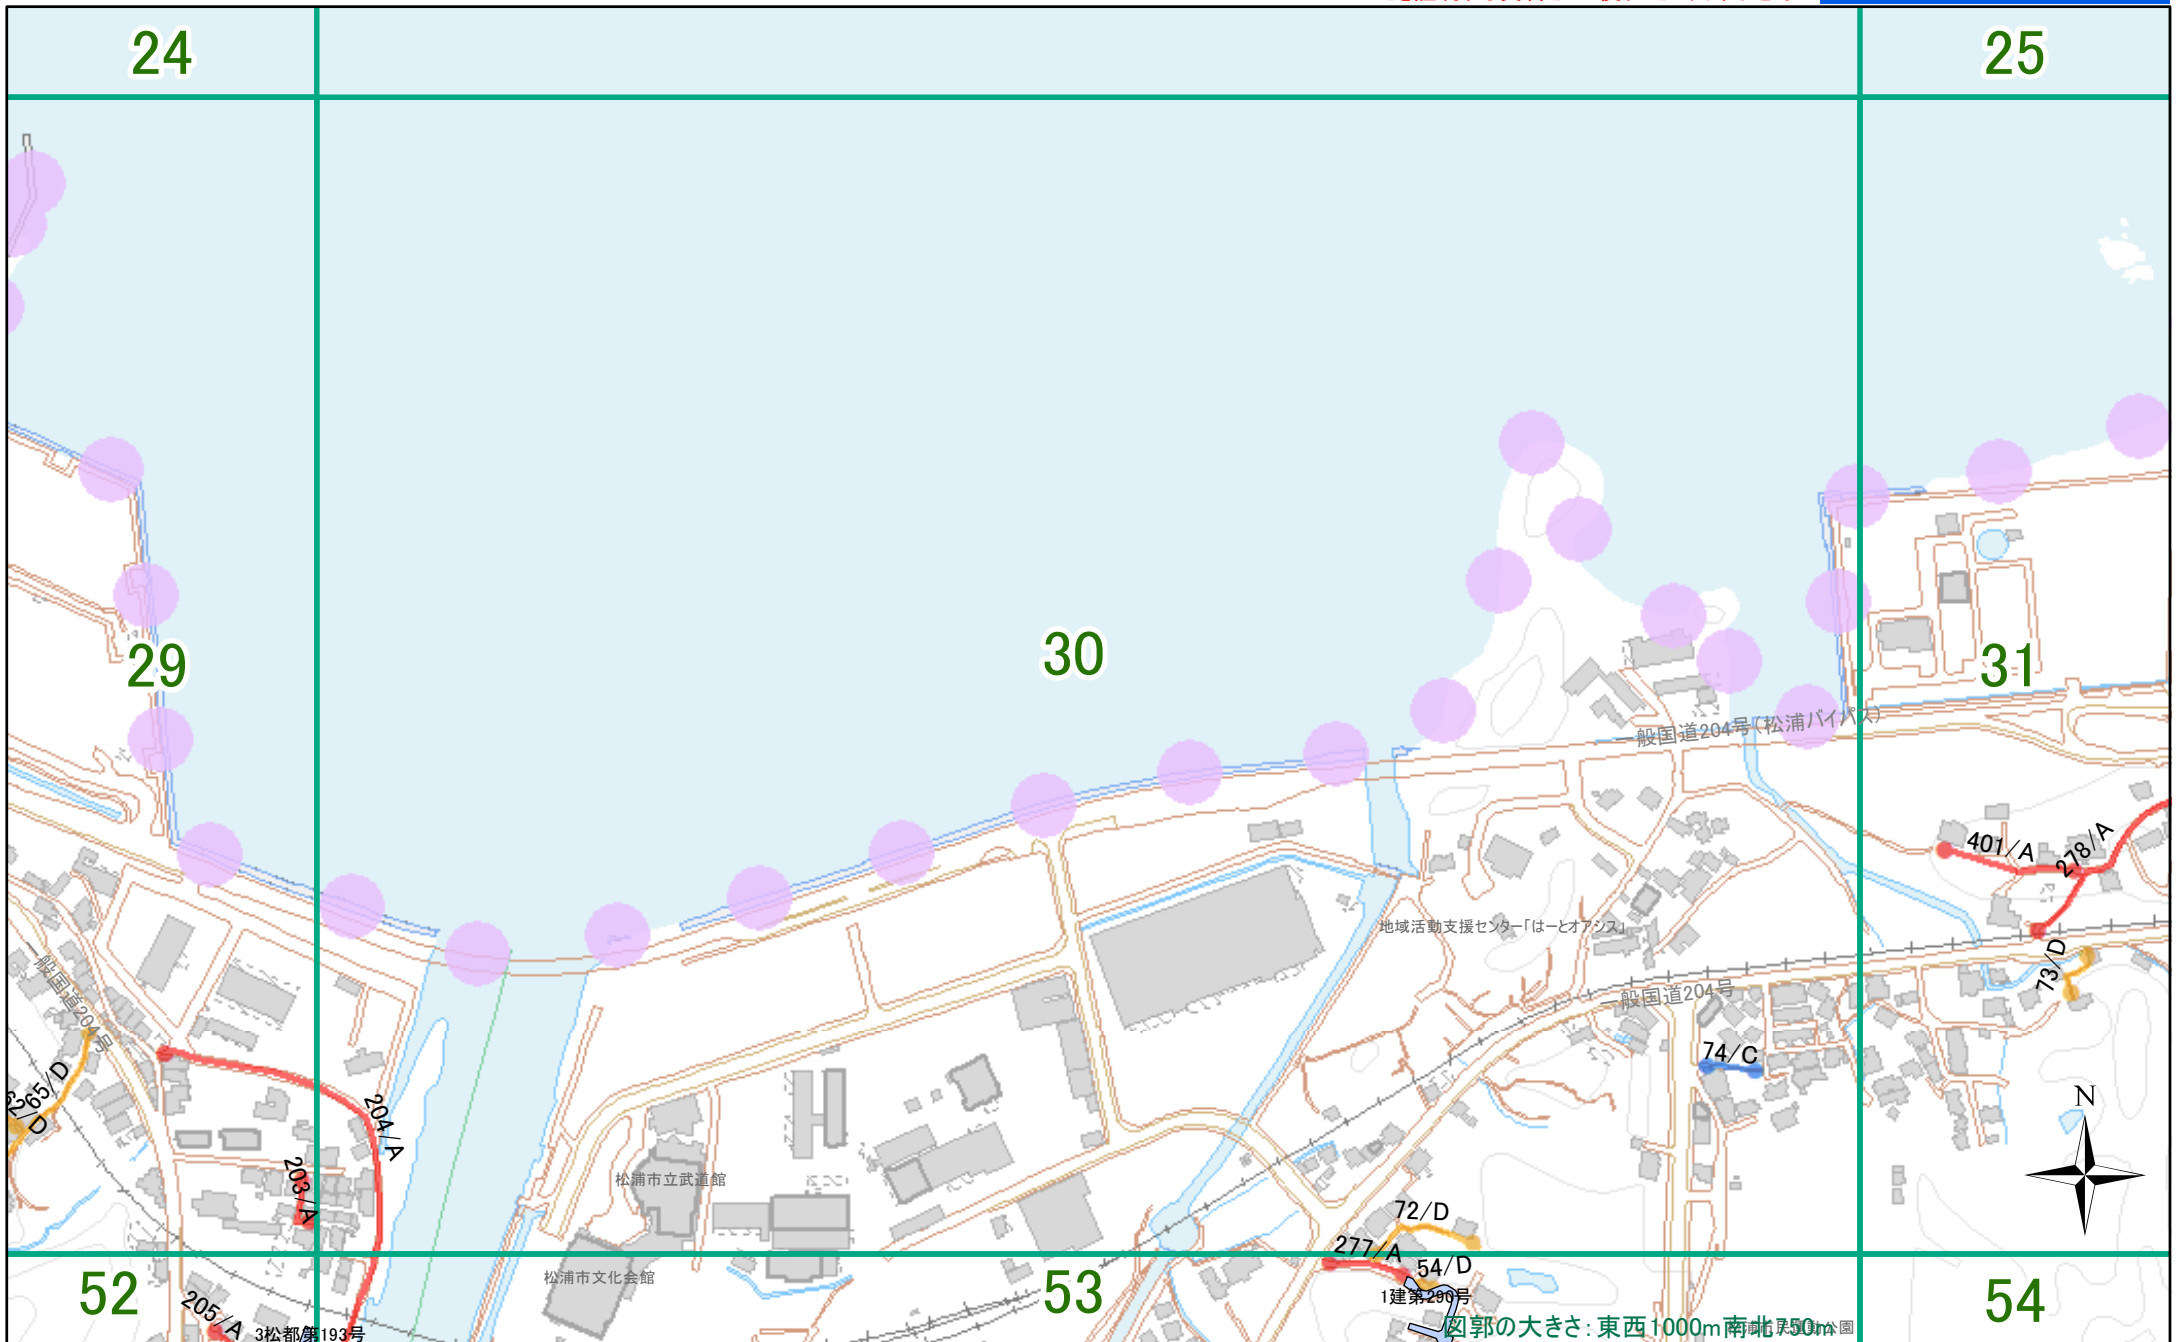 24
25
29
30
31
一般国道204号(松浦バイパス)
401/A
278/A
地域活動支援センター「はーとオアシス」
73/D
一般国道204号
般国道204号
74/C
65/D
62/D
204/A
N
203/A
松浦市立武道館
72/D
277/A
54/D
52
松浦市文化会館
53
54
1建第290号
205/A
3松都第193号
図郭の大きさ：東西1000m南北750m